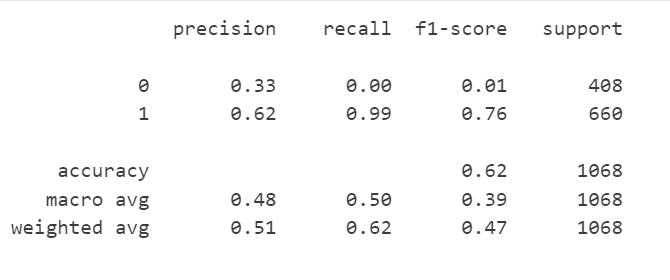 precision recall f1-score support
0 0.33 0.00 0.01 408
1 0.62 0.99 0.76 660
accuracy 0.62 1068
macro avg 0.48 0.50 0.39 1068
weighted avg 0.51 0.62 0.47 1068